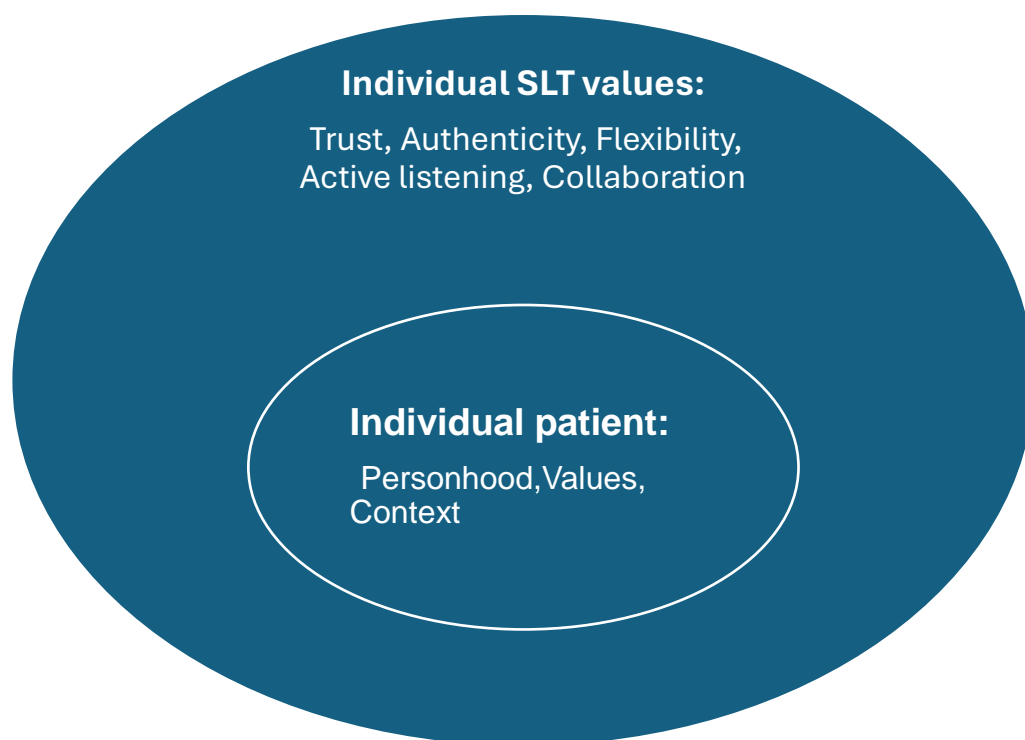 Individual SLT values:
Trust, Authenticity, Flexibility,
Active listening, Collaboration
Individual patient:
Personhood,Values,
Context